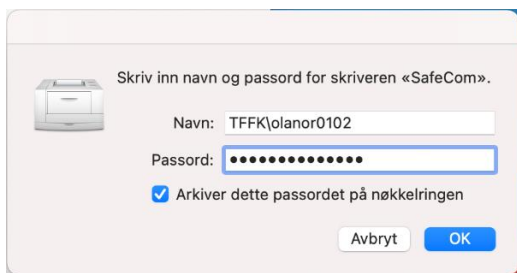 Skriv inn navn og passord for skriveren «SafeCom».
Navn: TFFK\olanor0102
Passord: ●●●●●●●●●●●●●●
Arkiver dette passordet på nøkkelringen
Avbryt OK